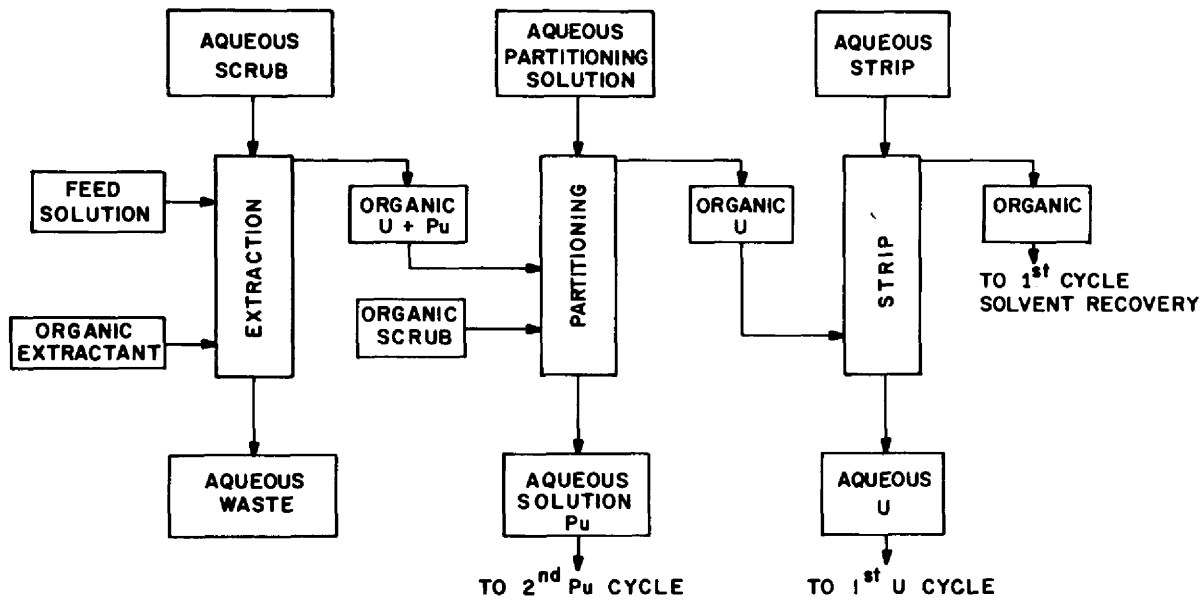 AQUEOUS
SCRUB
AQUEOUS
PARTITIONING
SOLUTION
AQUEOUS
STRIP
FEED
SOLUTION
ORGANIC
EXTRACTANT
EXTRACTION
ORGANIC
U + Pu
ORGANIC
SCRUB
PARTITIONING
ORGANIC
U
STRIP
ORGANIC
TO 1st CYCLE
SOLVENT RECOVERY
AQUEOUS
WASTE
AQUEOUS
SOLUTION
Pu
TO 2nd Pu CYCLE
AQUEOUS
U
TO 1st U CYCLE